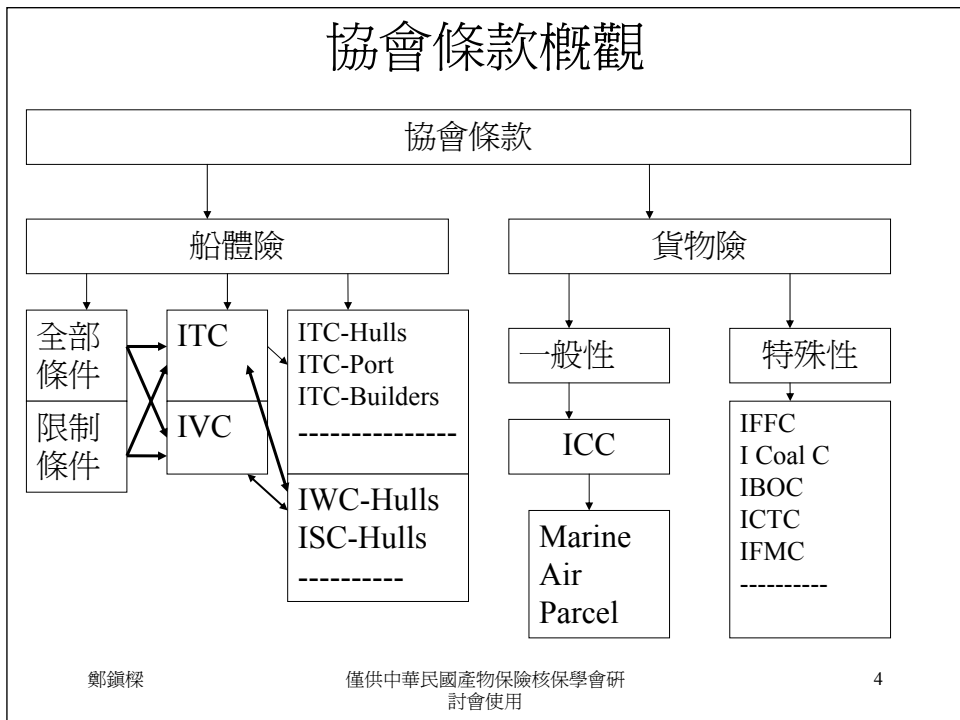 協會條款概觀
協會條款
船體險
貨物險
全部
條件
限制
條件
ITC
IVC
ITC-Hulls
ITC-Port
ITC-Builders
----------------
IWC-Hulls
ISC-Hulls
----------
一般性
ICC
Marine
Air
Parcel
特殊性
IFFC
I Coal C
IBOC
ICTC
IFMC
----------
鄭鎭樑
僅供中華民國產物保險核保學會研
討會使用
4